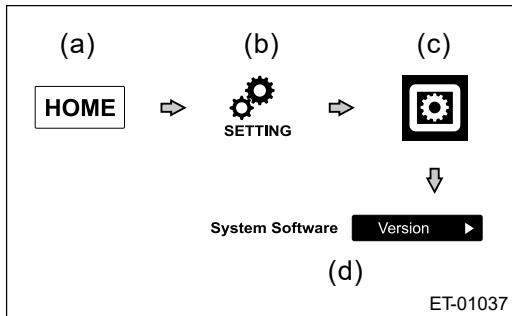 (a) (b) (c)
HOME
SETTING
System Software Version
(d)
ET-01037